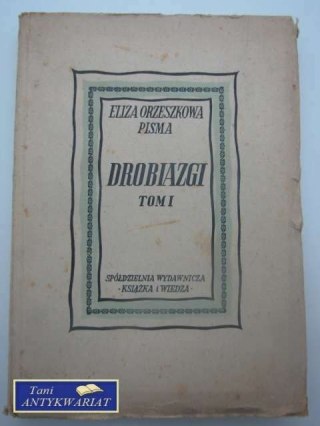 ELIZA ORZESZKOWA
PISMA
DROBIAZGI
TOM I
SPÓŁDZIELNIA WYDAWNICZA
•KSIĄŻKA I WIEDZA•
Tani
ANTYKWARIAT